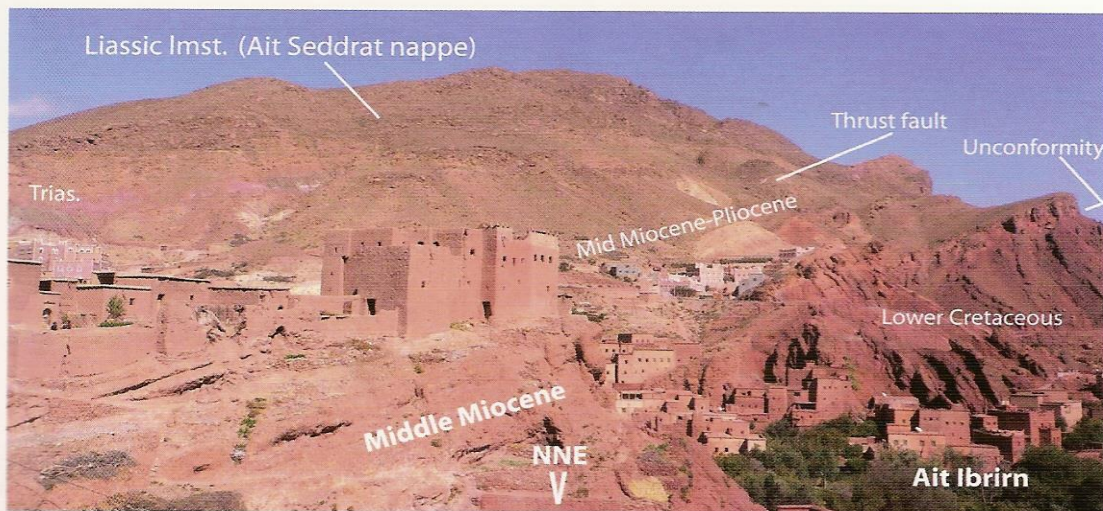 Liassic lmst. (Ait Seddrat nappe)
Thrust fault
Unconformity
Trias.
Mid Miocene-Pliocene
Lower Cretaceous
Middle Miocene
NNE
V
Ait Ibrirn